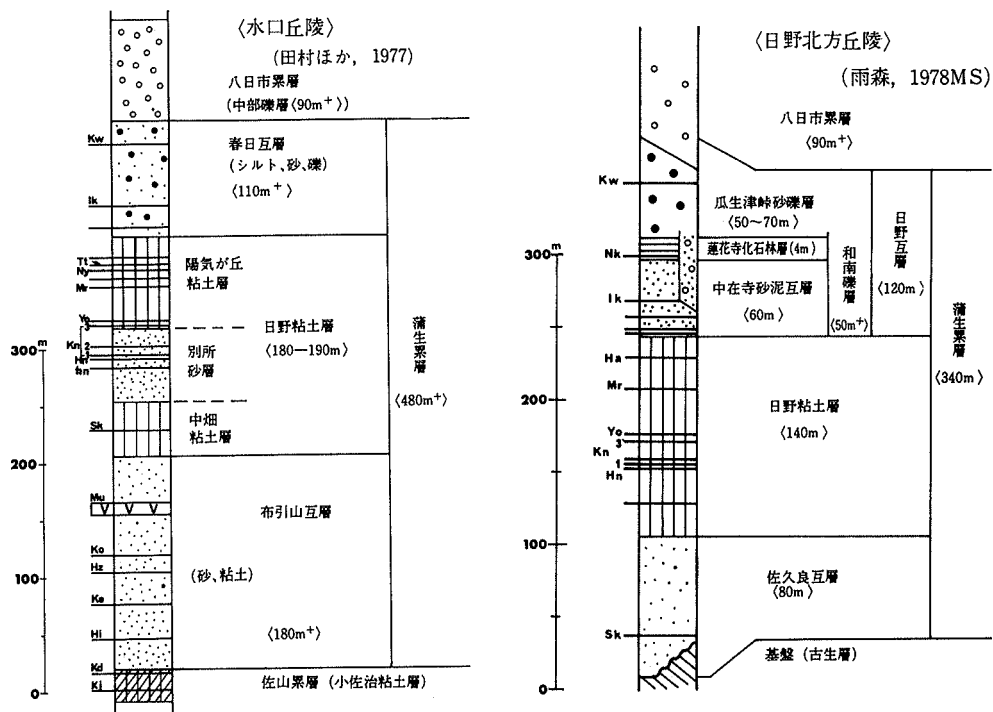 〈水口丘陵〉
(田村ほか, 1977)
八日市累層
(中部礫層〈90m⁺〉)
Kw
春日互層
(シルト、砂、礫)
〈110m⁺〉
Ik
Tt
Ny
Mr
陽気が丘
粘土層
Yo
3
Kn 2
1
Hn
別所
砂層
日野粘土層
〈180-190m〉
蒲生累層
〈480m⁺〉
300m
Sk
中畑
粘土層
200
Mu
布引山互層
Ko
Hz
(砂、粘土)
100
Ke
Hi
〈180m⁺〉
Kd
Kj
佐山累層 (小佐治粘土層)
0
〈日野北方丘陵〉
(雨森, 1978MS)
八日市累層
〈90m⁺〉
Kw
瓜生津峠砂礫層
〈50~70m〉
300m
Nk
蓮花寺化石林層(4m)
Ik
中在寺砂泥互層
〈60m〉
和南礫層
〈50m⁺〉
日野互層
〈120m〉
蒲生累層
〈340m〉
Ha
Mr
200
日野粘土層
〈140m〉
Yo
3
Kn
1
Hn
100
佐久良互層
〈80m〉
Sk
基盤 (古生層)
0